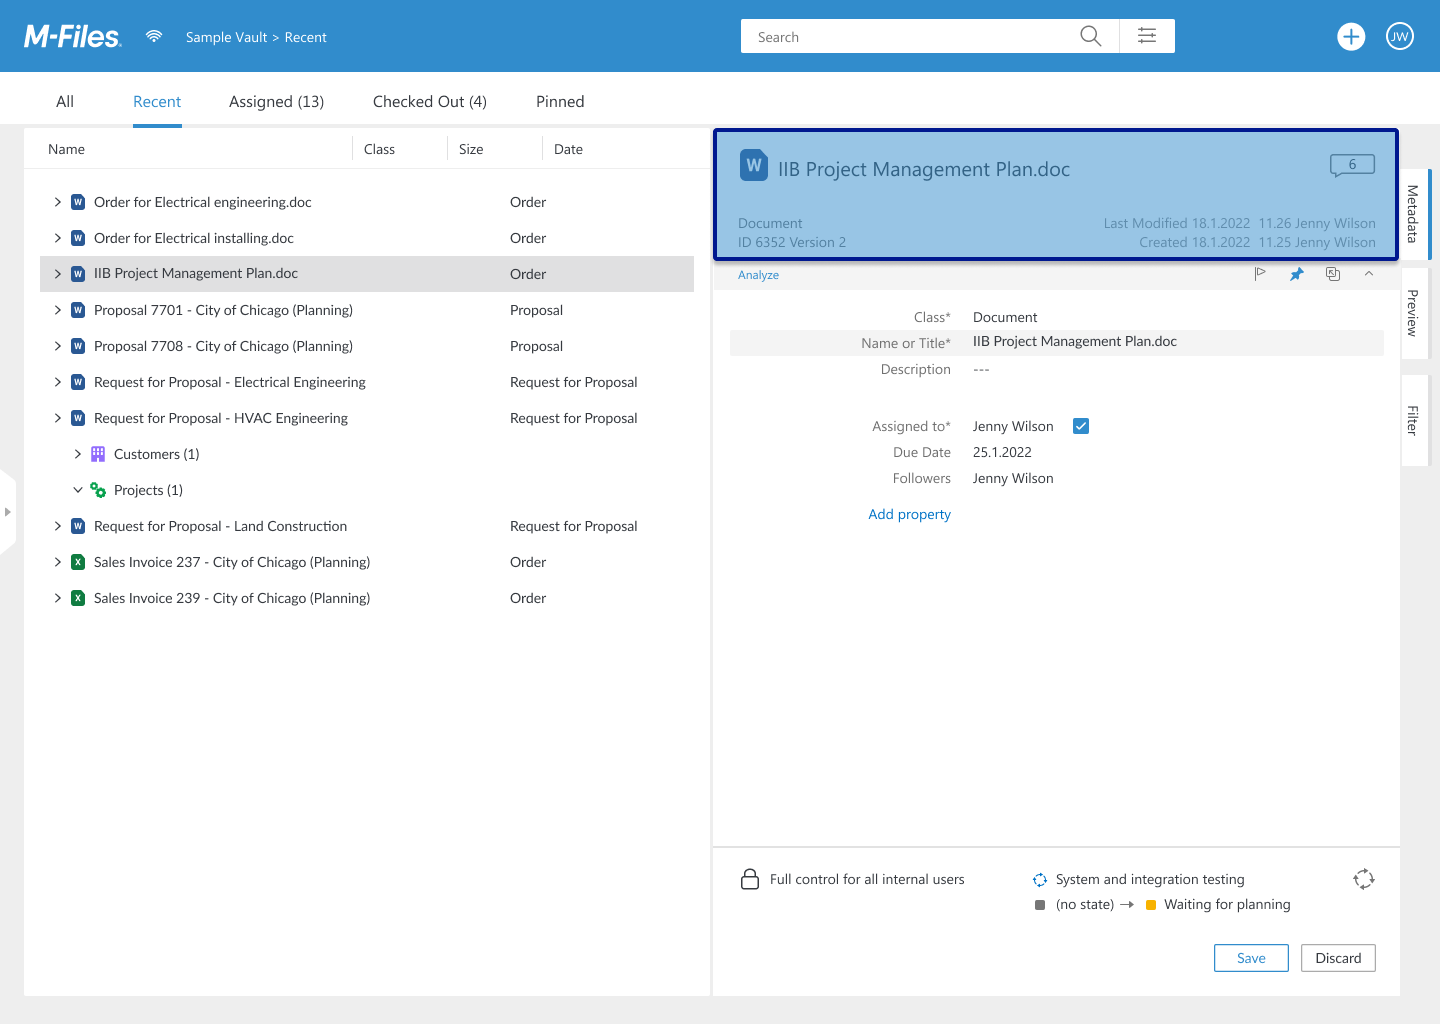 M-Files
Sample Vault > Recent
Search
JW
All
Recent
Assigned (13)
Checked Out (4)
Pinned
Name
Class
Size
Date
Order for Electrical engineering.doc
Order
Order for Electrical installing.doc
Order
IIB Project Management Plan.doc
Order
Proposal 7701 - City of Chicago (Planning)
Proposal
Proposal 7708 - City of Chicago (Planning)
Proposal
Request for Proposal - Electrical Engineering
Request for Proposal
Request for Proposal - HVAC Engineering
Request for Proposal
Customers (1)
Projects (1)
Request for Proposal - Land Construction
Request for Proposal
Sales Invoice 237 - City of Chicago (Planning)
Order
Sales Invoice 239 - City of Chicago (Planning)
Order
W IIB Project Management Plan.doc
6
Document
Last Modified 18.1.2022 11.26 Jenny Wilson
ID 6352 Version 2
Created 18.1.2022 11.25 Jenny Wilson
Analyze
Class* Document
Name or Title* IIB Project Management Plan.doc
Description ---
Assigned to* Jenny Wilson
Due Date 25.1.2022
Followers Jenny Wilson
Add property
Full control for all internal users
System and integration testing
(no state) → Waiting for planning
Save
Discard
Metadata
Preview
Filter